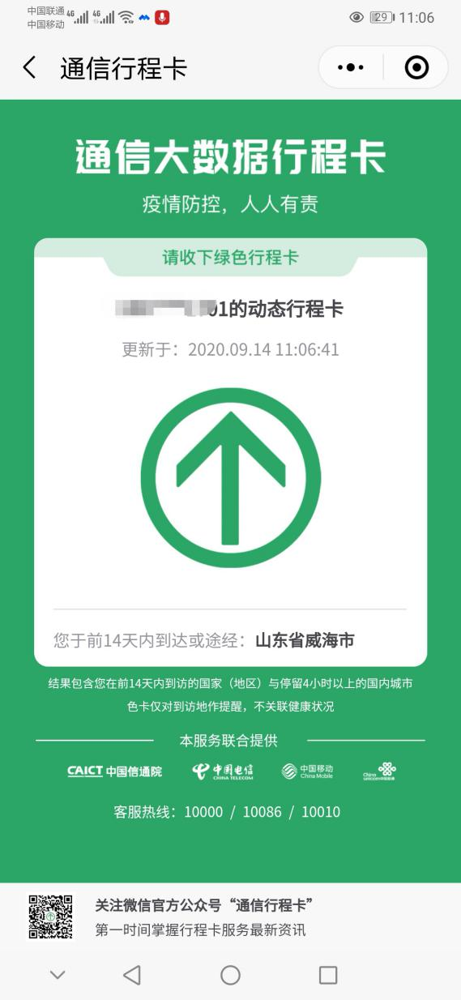 中国联通
中国移动
4G 4G 29 11:06
通信行程卡
通信大数据行程卡
疫情防控，人人有责
请收下绿色行程卡
01的动态行程卡
更新于：2020.09.14 11:06:41
您于前14天内到达或途经：山东省威海市
结果包含您在前14天内到访的国家（地区）与停留4小时以上的国内城市
色卡仅对到访地作提醒，不关联健康状况
本服务联合提供
CAICT 中国信通院 中国电信 CHINA TELECOM 中国移动 China Mobile China unicom中国联通
客服热线：10000 / 10086 / 10010
关注微信官方公众号“通信行程卡”
第一时间掌握行程卡服务最新资讯